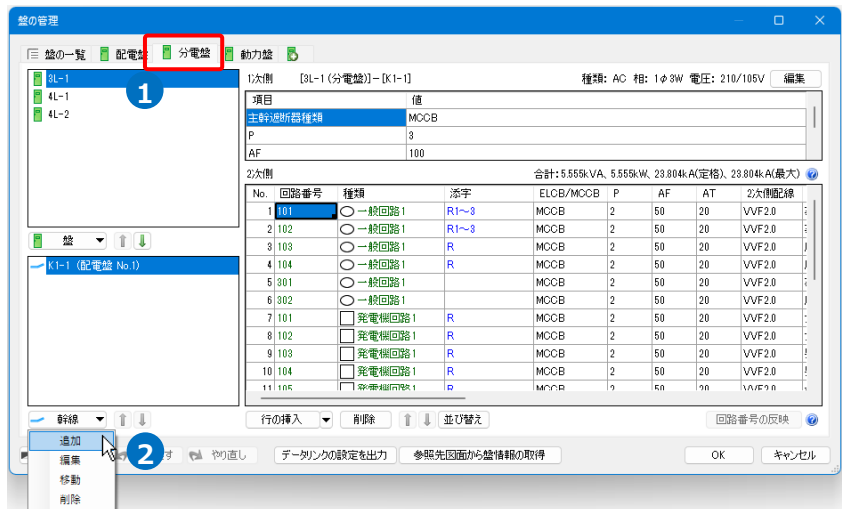 盤の管理
盤の一覧 配電盤 分電盤 動力盤
1
3L-1
4L-1
4L-2
1次側 [3L-1 (分電盤)]－[K1-1] 種類: AC 相: 1φ3W 電圧: 210/105V 編集
項目 値
主幹遮断器種類 MCCB
P 3
AF 100
2次側 合計: 5.555kVA、5.555kW、23.804kA(定格)、23.804kA(最大)
No. 回路番号 種類 添字 ELCB/MCCB P AF AT 2次側配線
1 101 一般回路1 R1～3 MCCB 2 50 20 VVF2.0
2 102 一般回路1 R1～3 MCCB 2 50 20 VVF2.0
3 103 一般回路1 R MCCB 2 50 20 VVF2.0
4 104 一般回路1 R MCCB 2 50 20 VVF2.0
5 301 一般回路1 MCCB 2 50 20 VVF2.0
6 302 一般回路1 MCCB 2 50 20 VVF2.0
7 101 発電機回路1 R MCCB 2 50 20 VVF2.0
8 102 発電機回路1 R MCCB 2 50 20 VVF2.0
9 103 発電機回路1 R MCCB 2 50 20 VVF2.0
10 104 発電機回路1 R MCCB 2 50 20 VVF2.0
11 105 発電機回路1 R MCCB 2 50 20 VVF2.0
盤
K1-1 (配電盤 No.1)
幹線 行の挿入 削除 並び替え 回路番号の反映
追加
編集
移動
削除
2
す やり直し データリンクの設定を出力 参照先図面から盤情報の取得 OK キャンセル